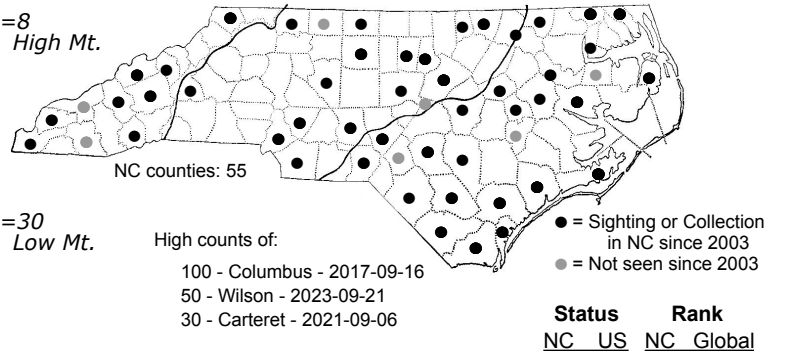 =8
High Mt.
NC counties: 55
=30
Low Mt.
High counts of:
100 - Columbus - 2017-09-16
50 - Wilson - 2023-09-21
30 - Carteret - 2021-09-06
= Sighting or Collection
in NC since 2003
= Not seen since 2003
Status Rank
NC US NC Global